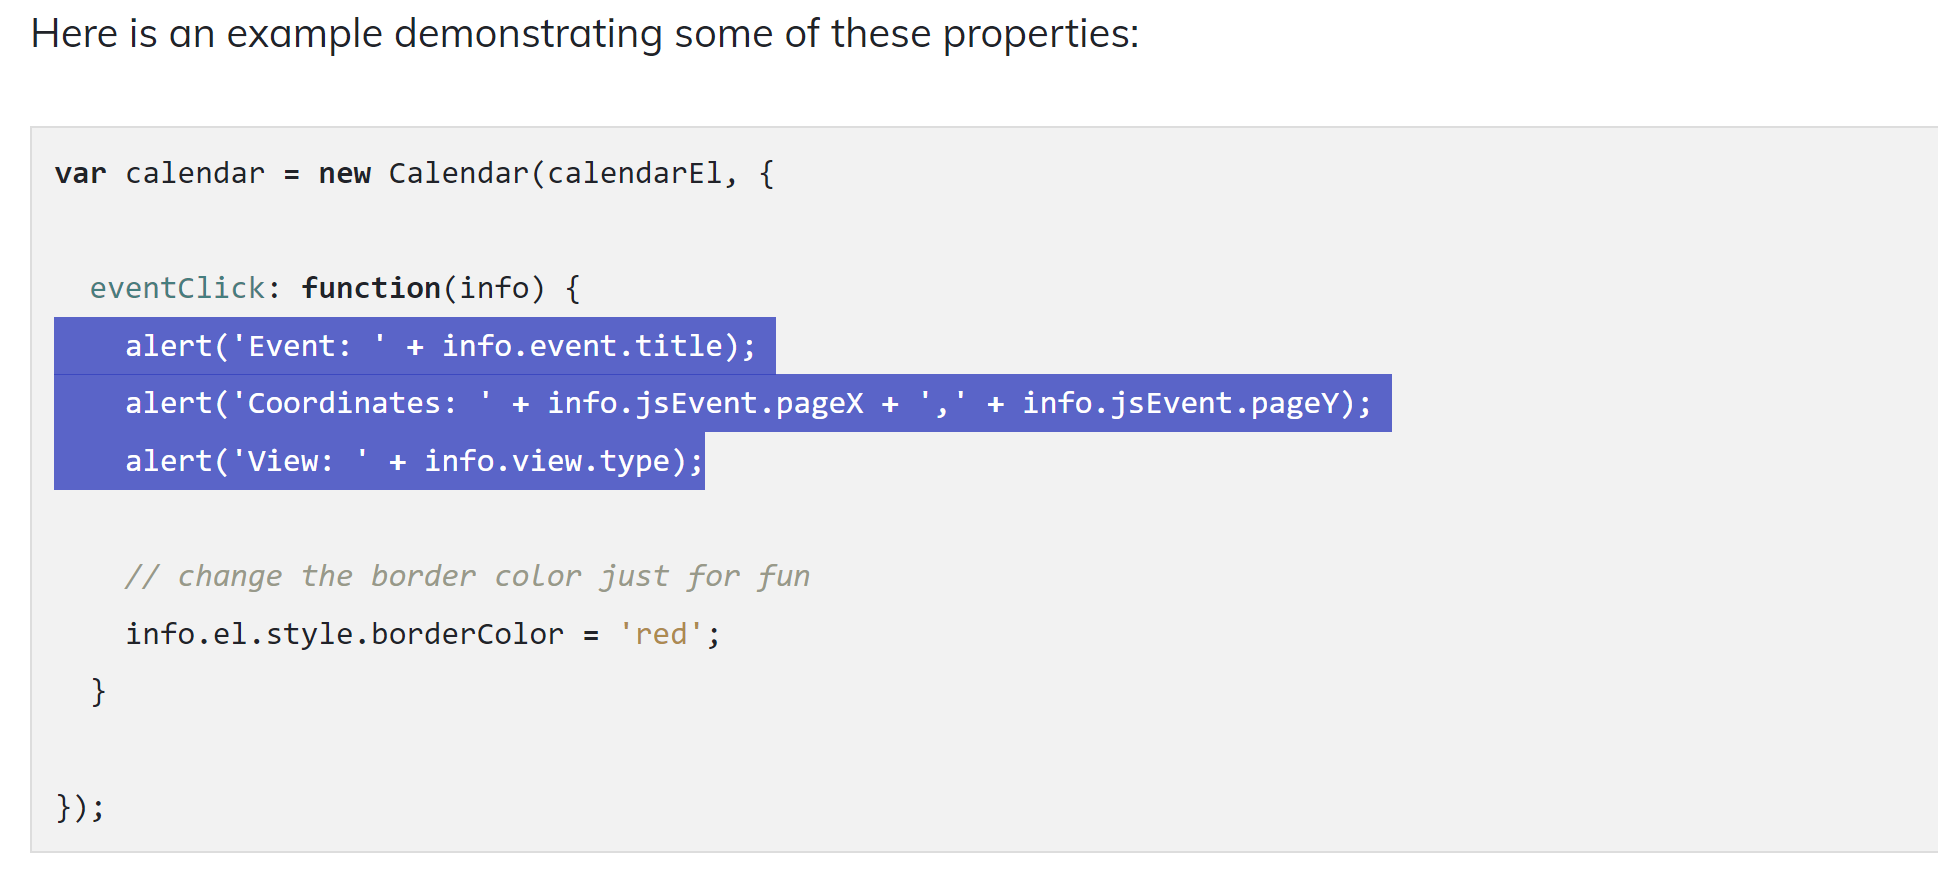 Here is an example demonstrating some of these properties:
var calendar = new Calendar(calendarEl, {
  eventClick: function(info) {
    alert('Event: ' + info.event.title);
    alert('Coordinates: ' + info.jsEvent.pageX + ',' + info.jsEvent.pageY);
    alert('View: ' + info.view.type);
    // change the border color just for fun
    info.el.style.borderColor = 'red';
  }
});